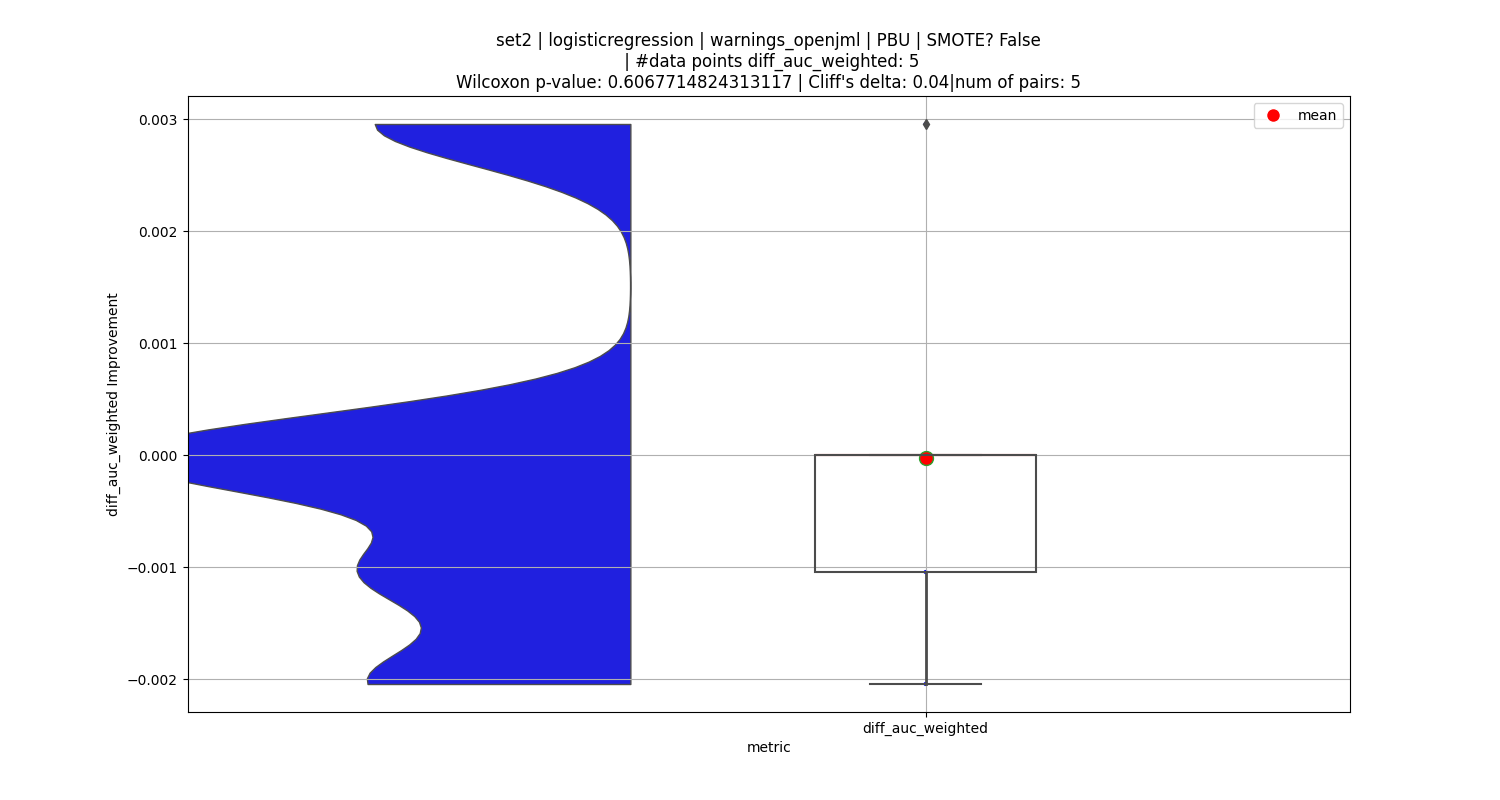 set2 | logisticregression | warnings_openjml | PBU | SMOTE? False
| #data points diff_auc_weighted: 5
Wilcoxon p-value: 0.6067714824313117 | Cliff's delta: 0.04|num of pairs: 5
mean
0.003
0.002
0.001
0.000
−0.001
−0.002
diff_auc_weighted Improvement
diff_auc_weighted
metric